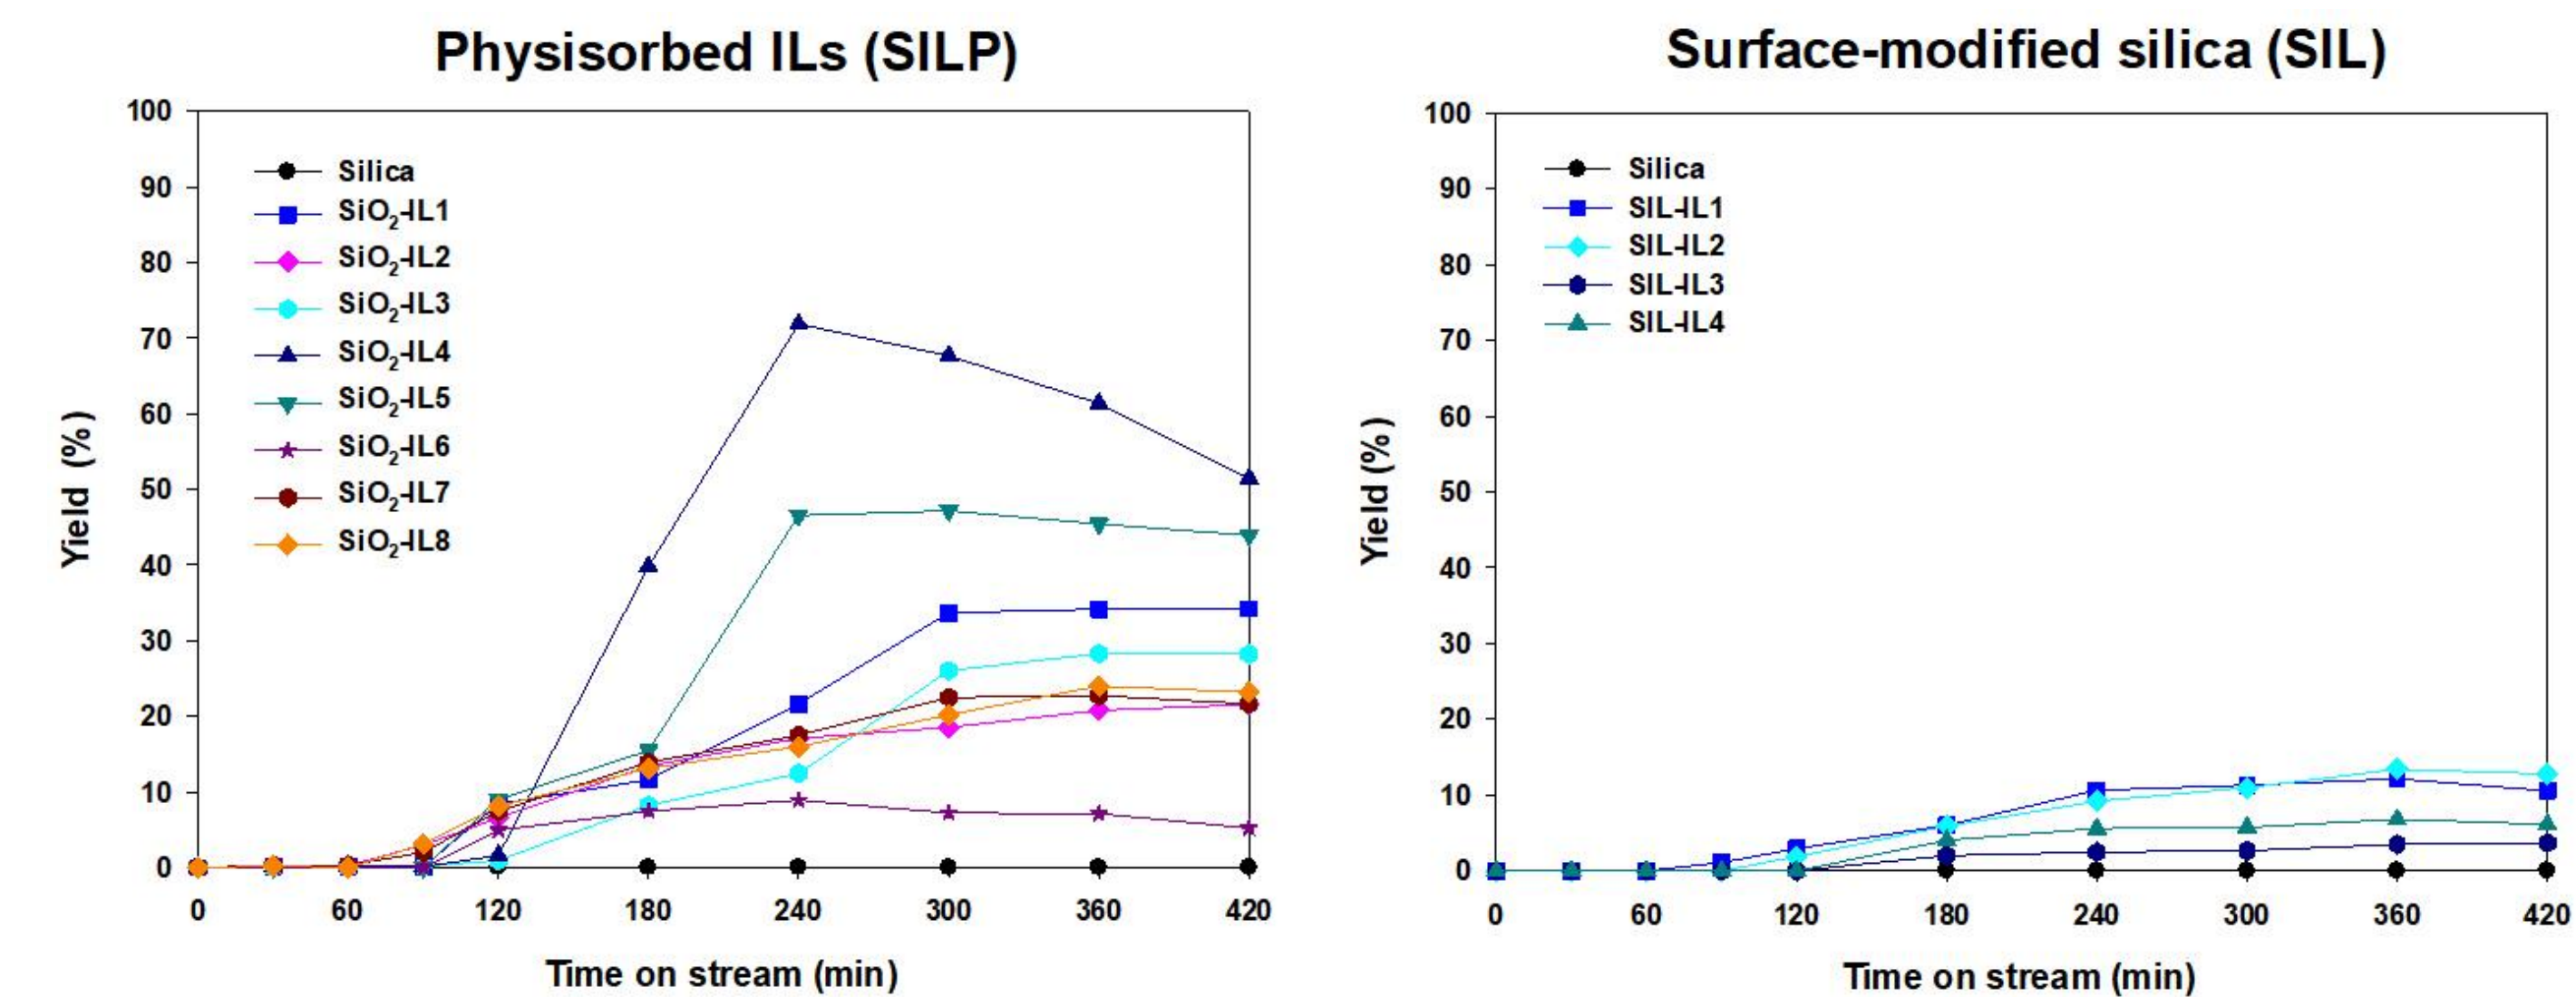 Physisorbed ILs (SILP)
100
90
80
70
60
50
40
30
20
10
0
Yield (%)
Silica
SiO2-IL1
SiO2-IL2
SiO2-IL3
SiO2-IL4
SiO2-IL5
SiO2-IL6
SiO2-IL7
SiO2-IL8
0 60 120 180 240 300 360 420
Time on stream (min)
Surface-modified silica (SIL)
100
90
80
70
60
50
40
30
20
10
0
Yield (%)
Silica
SIL-IL1
SIL-IL2
SIL-IL3
SIL-IL4
0 60 120 180 240 300 360 420
Time on stream (min)